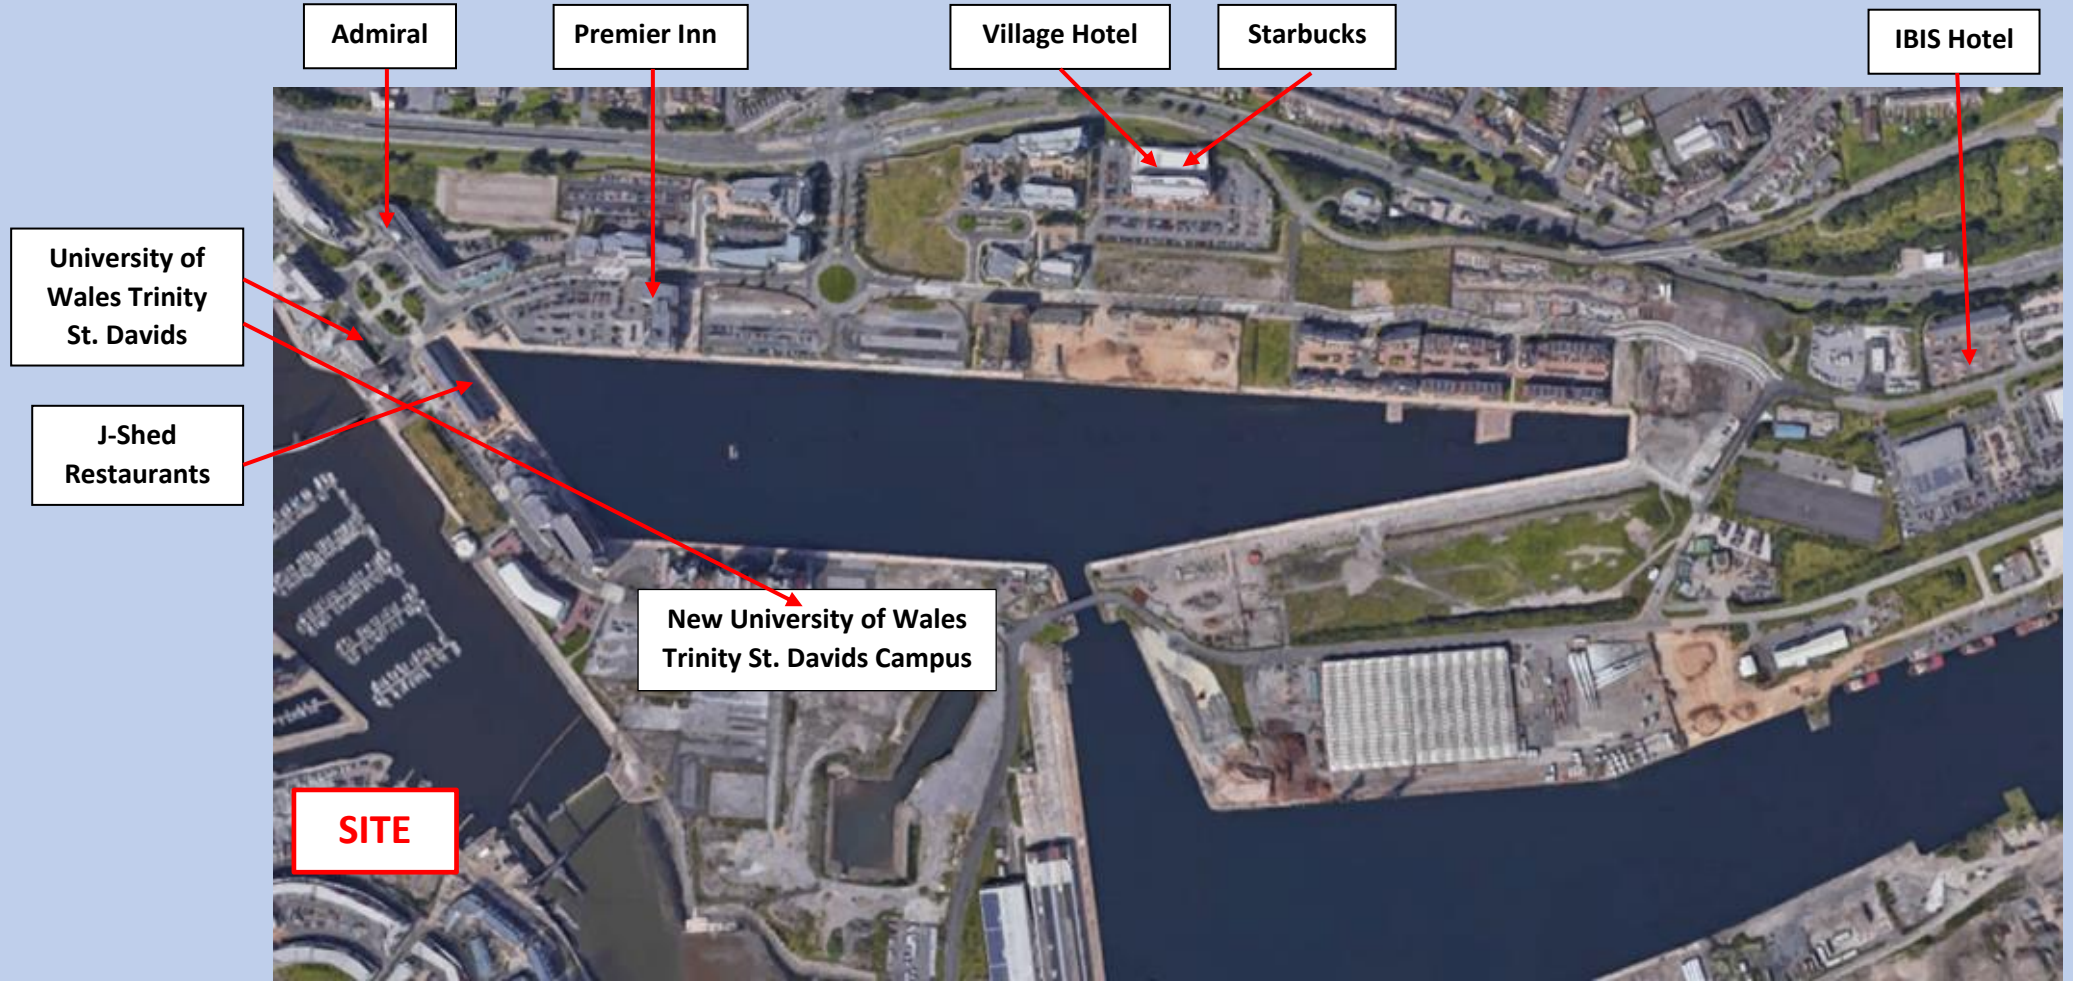 Admiral
Premier Inn
Village Hotel
Starbucks
IBIS Hotel
University of
Wales Trinity
St. Davids
J-Shed
Restaurants
New University of Wales
Trinity St. Davids Campus
SITE